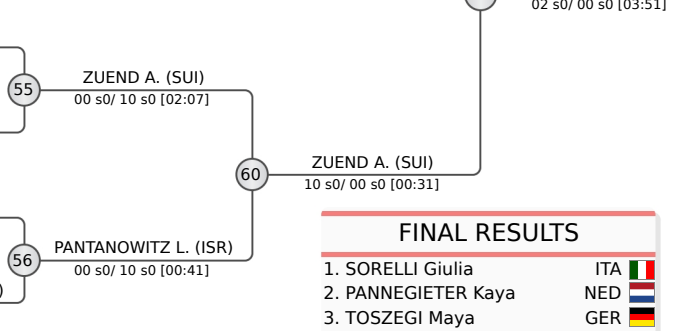 02 s0/ 00 s0 [03:51]
55
ZUEND A. (SUI)
00 s0/ 10 s0 [02:07]
60
ZUEND A. (SUI)
10 s0/ 00 s0 [00:31]
56
PANTANOWITZ L. (ISR)
00 s0/ 10 s0 [00:41]
)
FINAL RESULTS
1. SORELLI Giulia ITA
2. PANNEGIETER Kaya NED
3. TOSZEGI Maya GER